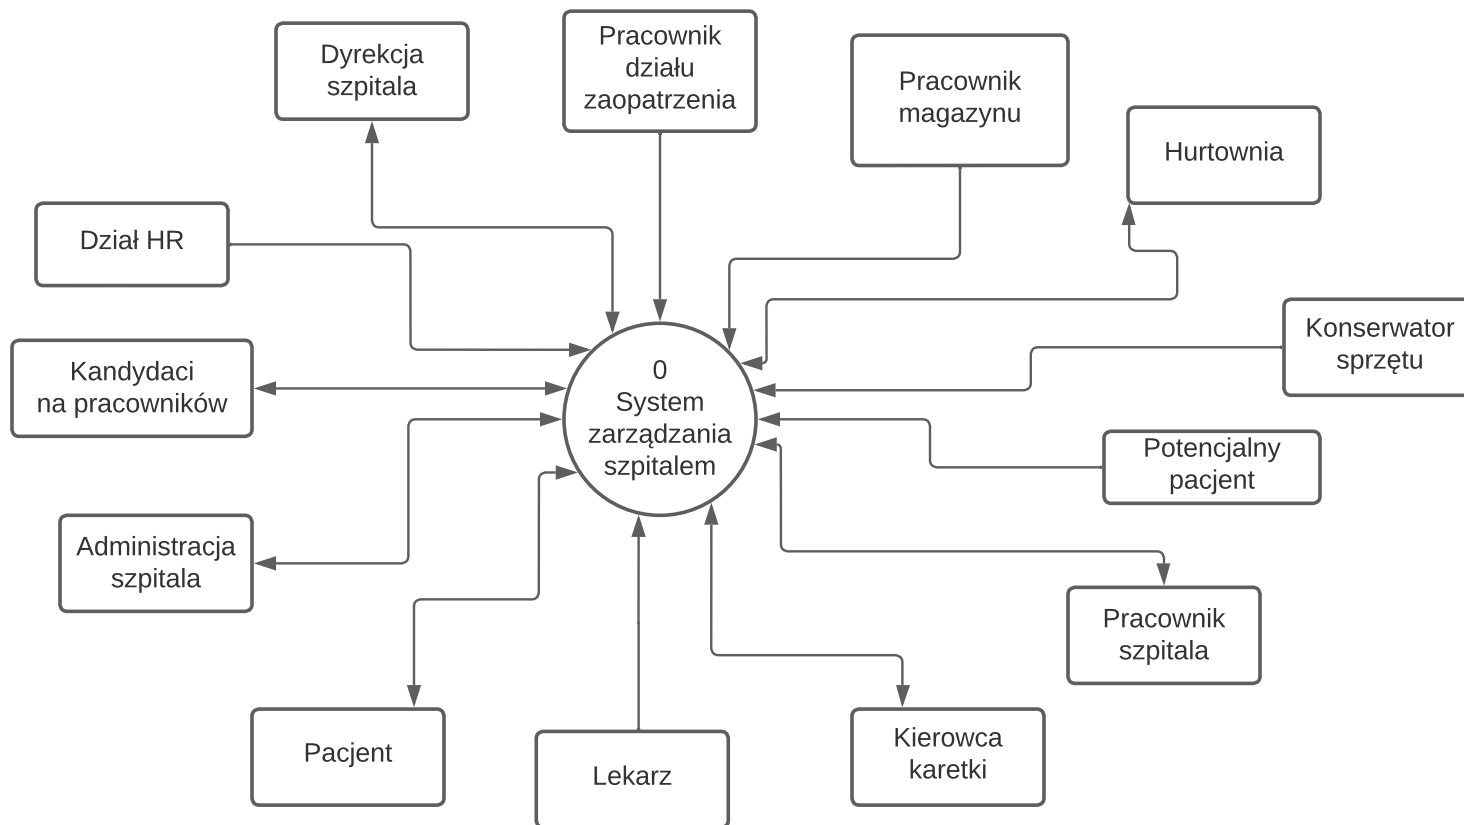 Dyrekcja
szpitala
Pracownik
działu
zaopatrzenia
Pracownik
magazynu
Hurtownia
Dział HR
Konserwator
sprzętu
Kandydaci
na pracowników
0
System
zarządzania
szpitalem
Potencjalny
pacjent
Administracja
szpitala
Pracownik
szpitala
Pacjent
Lekarz
Kierowca
karetki